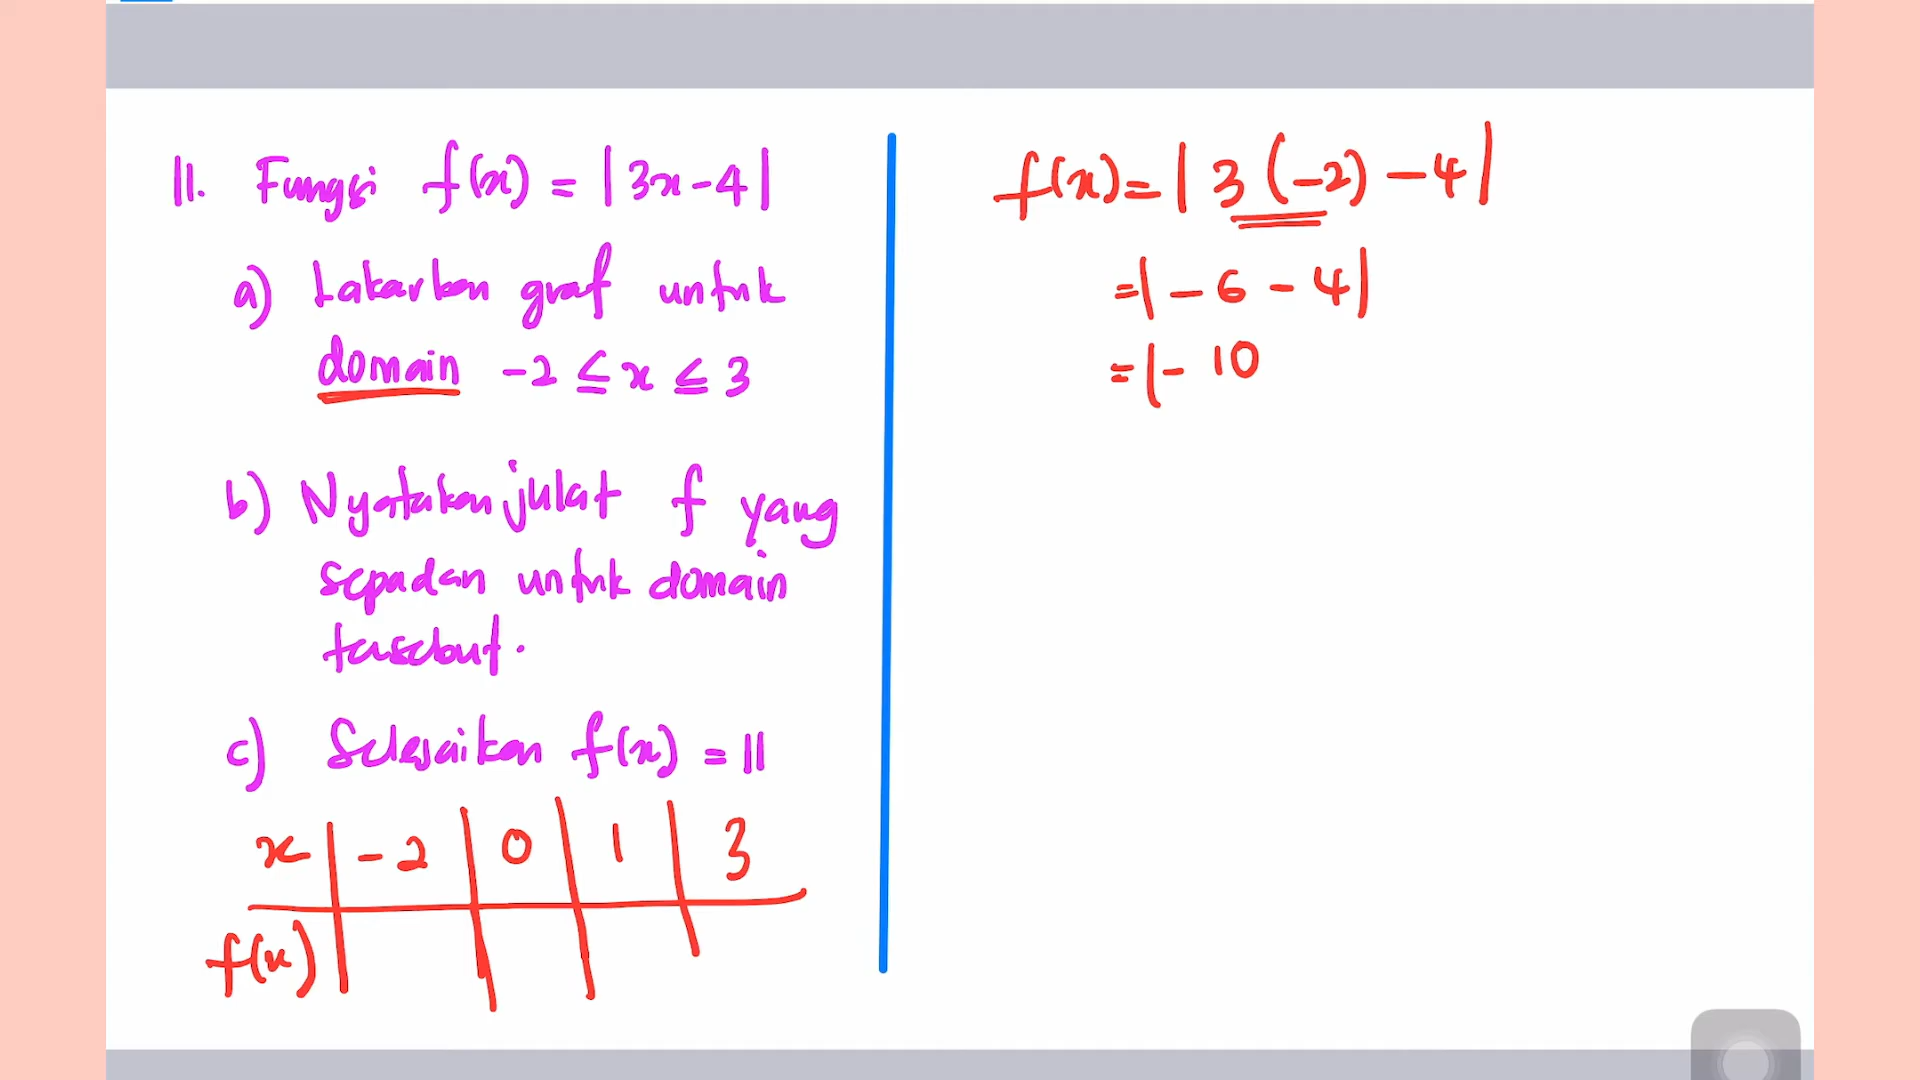 11. Fungsi f(x) = |3x-4|
a) Lakarkan graf untuk
domain -2 ≤ x ≤ 3
b) Nyatakan julat f yang
sepadan untuk domain
tersebut.
c) Selesaikan f(x) = 11
x | -2 | 0 | 1 | 3
f(x)
f(x) = | 3 (-2) - 4|
= | - 6 - 4|
= | - 10